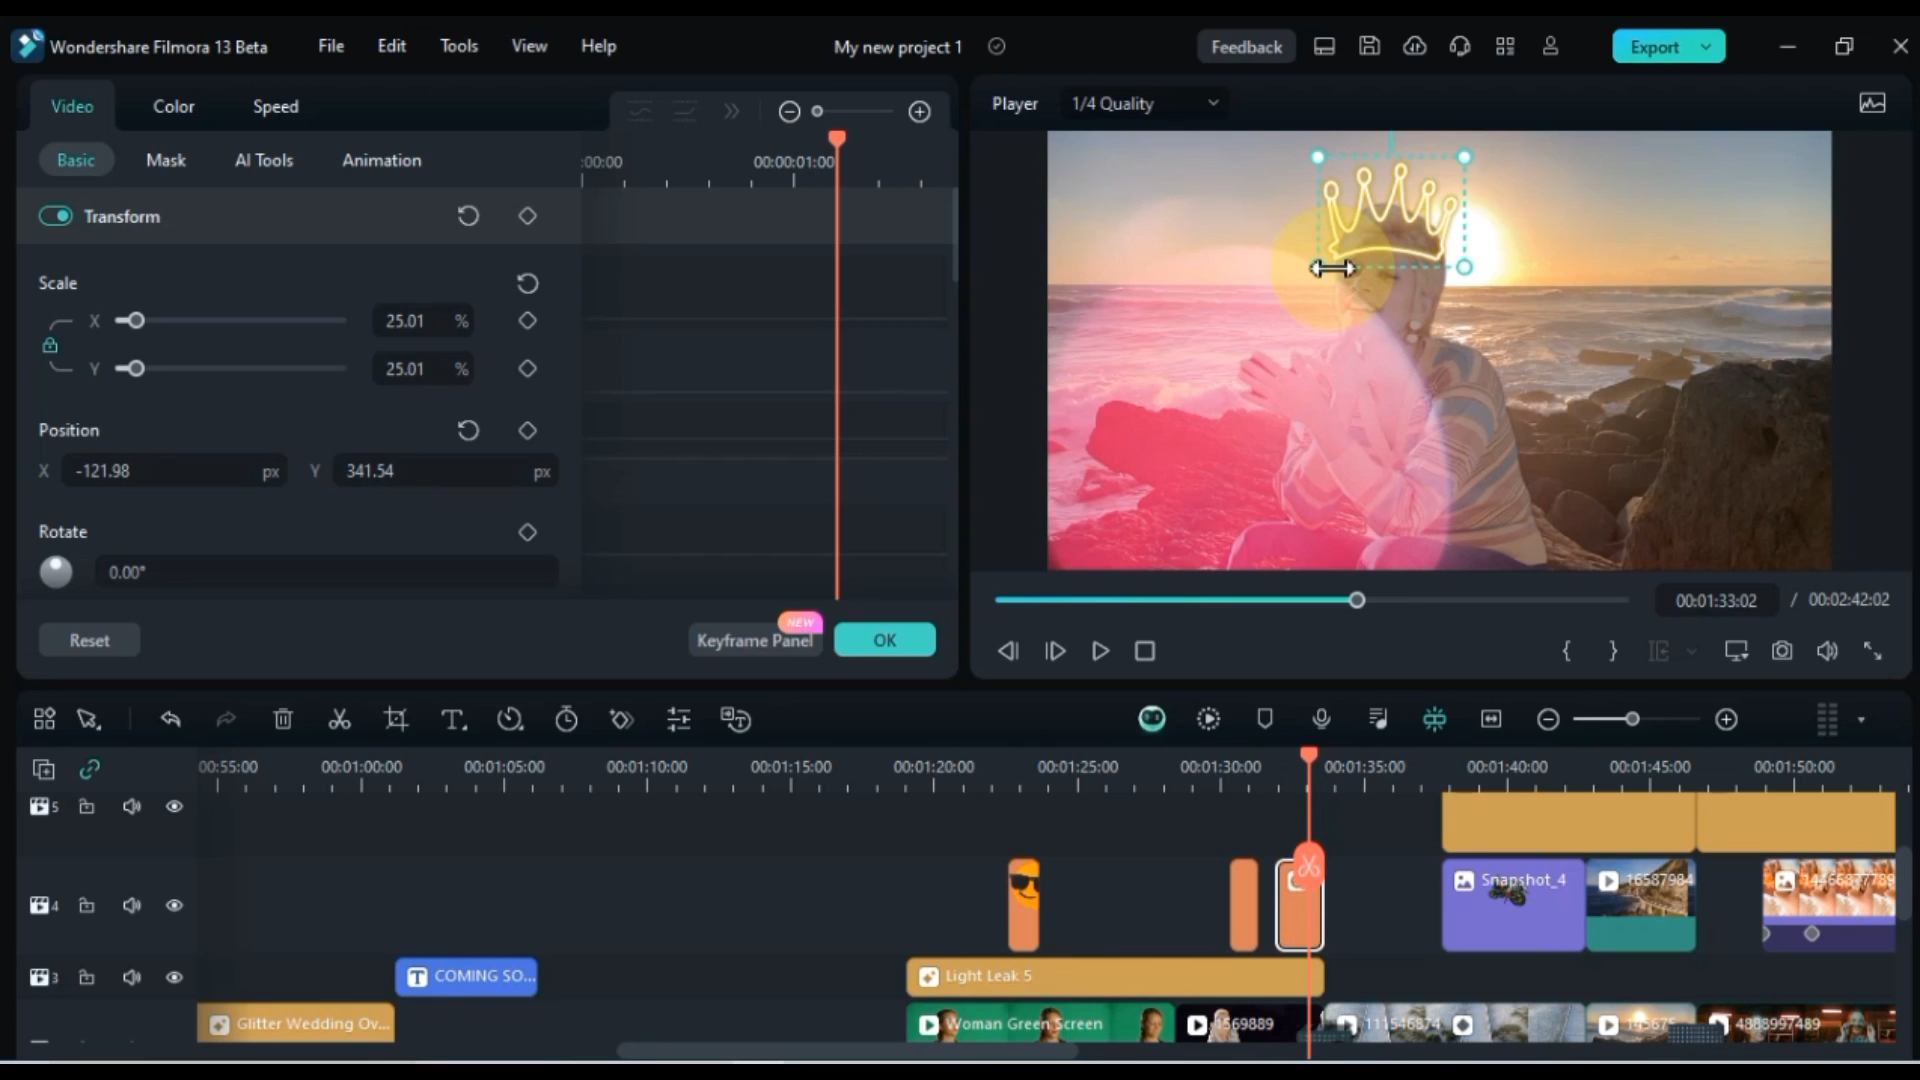 Wondershare Filmora 13 Beta File Edit Tools View Help My new project 1 Feedback Export
Video Color Speed
Basic Mask AI Tools Animation
:00:00 00:00:01:00
Transform
Scale
X 25.01 %
Y 25.01 %
Position
X -121.98 px Y 341.54 px
Rotate
0.00°
Reset
NEW
Keyframe Panel OK
Player 1/4 Quality
00:01:33:02 / 00:02:42:02
00:55:00 00:01:00:00 00:01:05:00 00:01:10:00 00:01:15:00 00:01:20:00 00:01:25:00 00:01:30:00 00:01:35:00 00:01:40:00 00:01:45:00 00:01:50:00
5
4 Snapshot_4 16587984 14466877789
3 COMING SO... Light Leak 5
Glitter Wedding Ov... Woman Green Screen 1569889 111546874 145675 4888997489